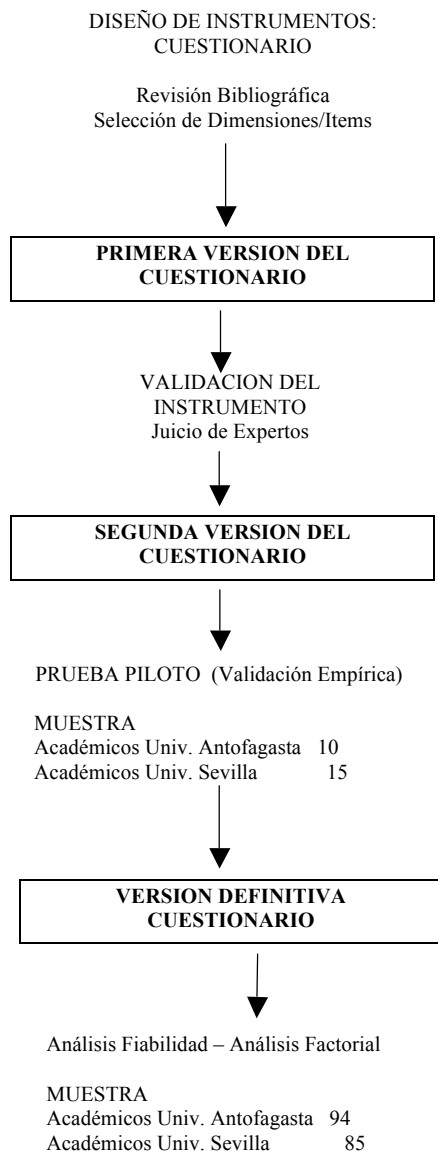 DISEÑO DE INSTRUMENTOS:
CUESTIONARIO
Revisión Bibliográfica
Selección de Dimensiones/Items
PRIMERA VERSION DEL
CUESTIONARIO
VALIDACION DEL
INSTRUMENTO
Juicio de Expertos
SEGUNDA VERSION DEL
CUESTIONARIO
PRUEBA PILOTO (Validación Empírica)
MUESTRA
Académicos Univ. Antofagasta 10
Académicos Univ. Sevilla 15
VERSION DEFINITIVA
CUESTIONARIO
Análisis Fiabilidad – Análisis Factorial
MUESTRA
Académicos Univ. Antofagasta 94
Académicos Univ. Sevilla 85